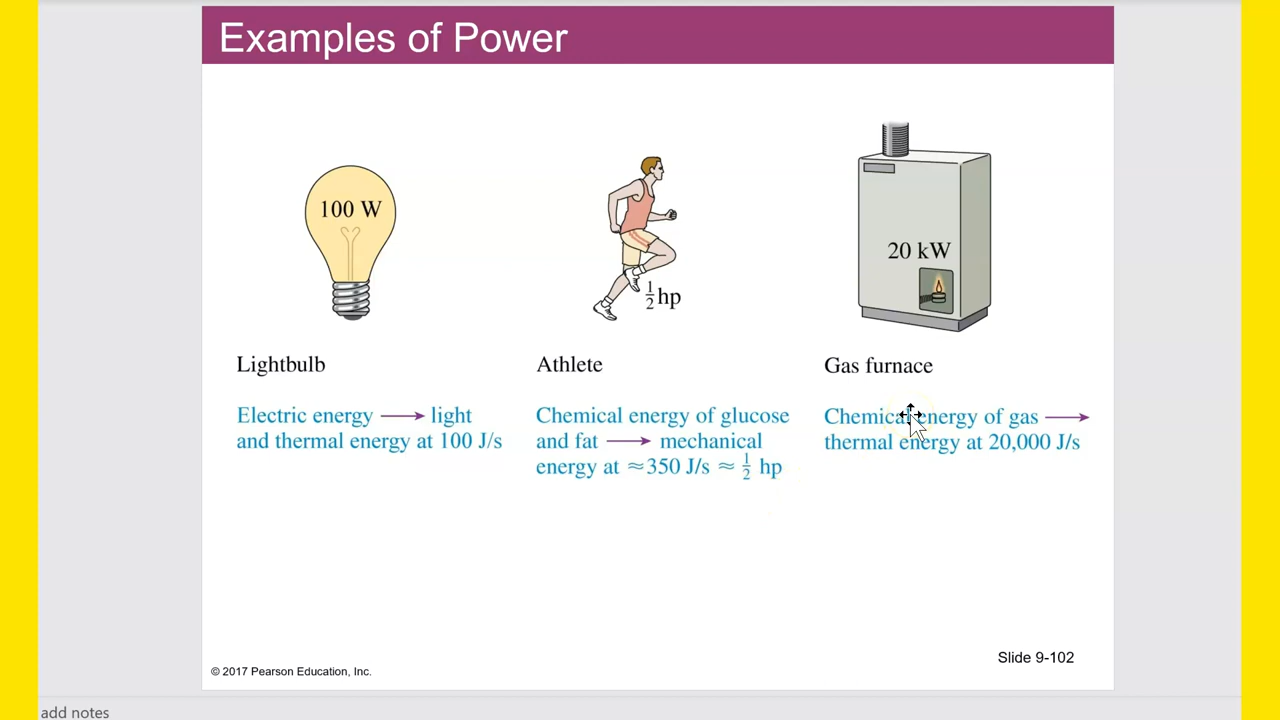 Examples of Power
100 W
½ hp
20 kW
Lightbulb
Electric energy ⟶ light
and thermal energy at 100 J/s
Athlete
Chemical energy of glucose
and fat ⟶ mechanical
energy at ≈350 J/s ≈ ½ hp
Gas furnace
Chemical energy of gas ⟶
thermal energy at 20,000 J/s
Slide 9-102
© 2017 Pearson Education, Inc.
add notes